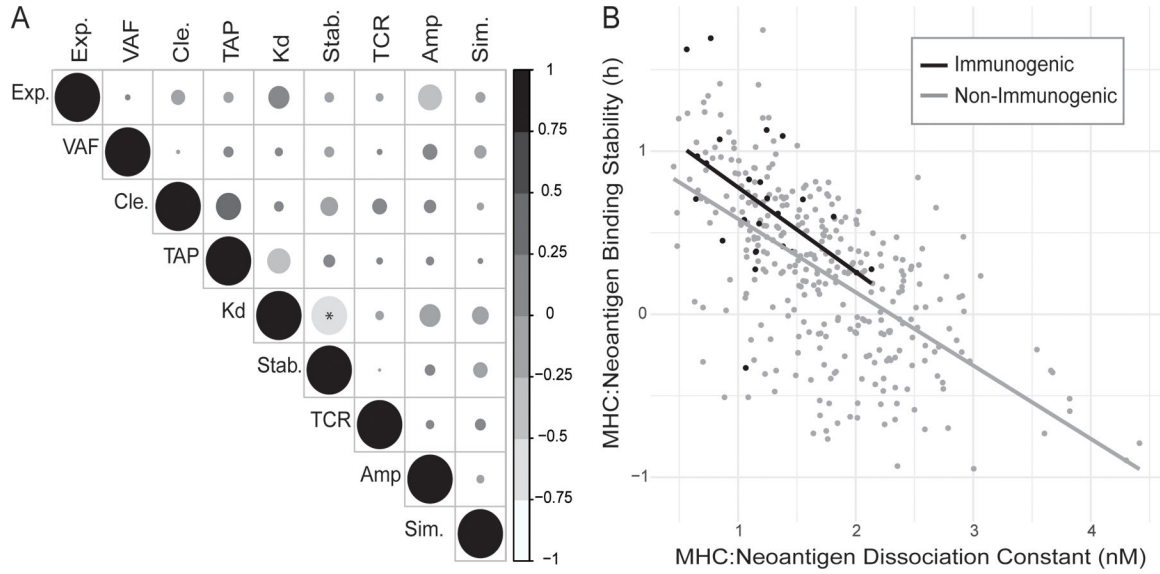 A
Exp. VAF Cle. TAP Kd Stab. TCR Amp Sim.
Exp.
VAF
Cle.
TAP
Kd
*
Stab.
TCR
Amp
Sim.
1
0.75
0.5
0.25
0
−0.25
−0.5
−0.75
−1
B
MHC:Neoantigen Binding Stability (h)
1
0
−1
Immunogenic
Non-Immunogenic
1 2 3 4
MHC:Neoantigen Dissociation Constant (nM)